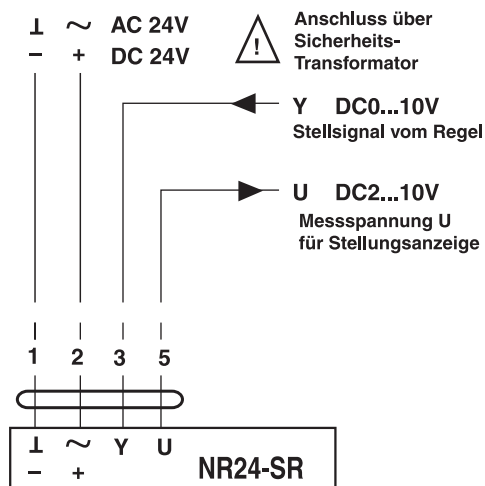 ⊥ ~ AC 24V
– + DC 24V
! Anschluss über
Sicherheits-
Transformator
Y DC0...10V
Stellsignal vom Regel
U DC2...10V
Messspannung U
für Stellungsanzeige
1 2 3 5
⊥ ~ Y U
– + NR24-SR